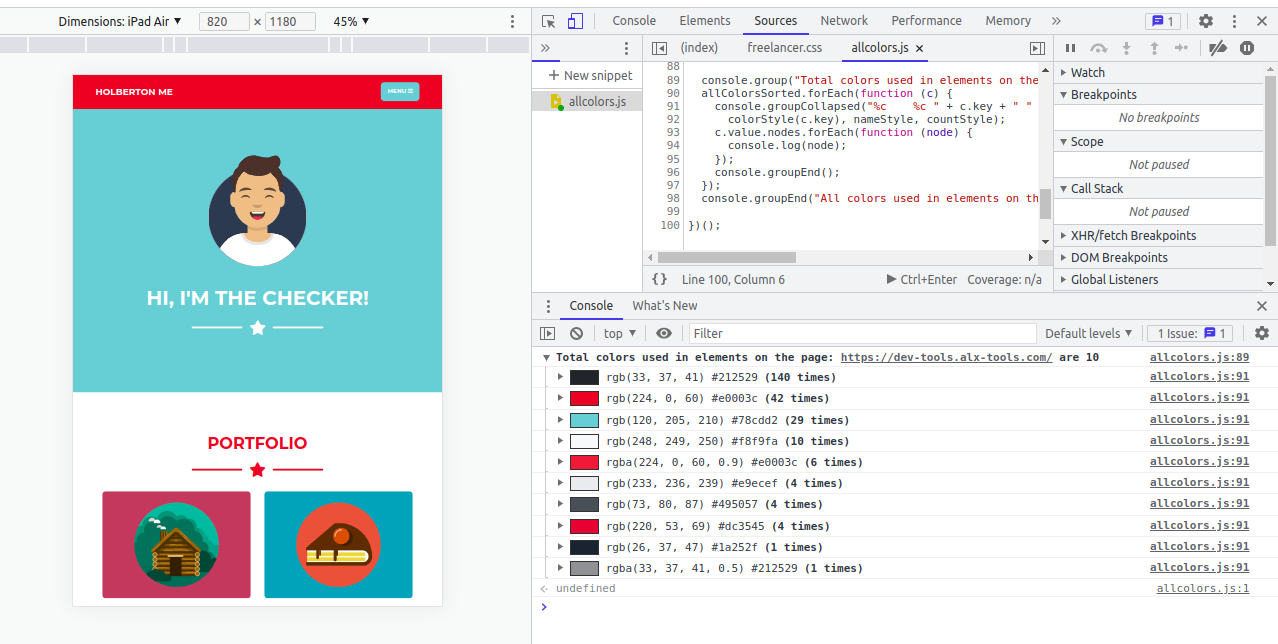 Dimensions: iPad Air ▼ 820 × 1180 45% ▼
Console Elements Sources Network Performance Memory » 1
» (index) freelancer.css allcolors.js ×
+ New snippet
allcolors.js
88
89 console.group("Total colors used in elements on the
90 allColorsSorted.forEach(function (c) {
91 console.groupCollapsed("%c    %c " + c.key + " "
92 colorStyle(c.key), nameStyle, countStyle);
93 c.value.nodes.forEach(function (node) {
94 console.log(node);
95 });
96 console.groupEnd();
97 });
98 console.groupEnd("All colors used in elements on th
99
100 })();
{} Line 100, Column 6 ▶ Ctrl+Enter Coverage: n/a
Watch
Breakpoints
No breakpoints
Scope
Not paused
Call Stack
Not paused
XHR/fetch Breakpoints
DOM Breakpoints
Global Listeners
HOLBERTON ME
MENU
HI, I'M THE CHECKER!
PORTFOLIO
Console What's New
top ▼ Filter Default levels ▼ 1 Issue: 1
Total colors used in elements on the page: https://dev-tools.alx-tools.com/ are 10 allcolors.js:89
rgb(33, 37, 41) #212529 (140 times) allcolors.js:91
rgb(224, 0, 60) #e0003c (42 times) allcolors.js:91
rgb(120, 205, 210) #78cdd2 (29 times) allcolors.js:91
rgb(248, 249, 250) #f8f9fa (10 times) allcolors.js:91
rgba(224, 0, 60, 0.9) #e0003c (6 times) allcolors.js:91
rgb(233, 236, 239) #e9ecef (4 times) allcolors.js:91
rgb(73, 80, 87) #495057 (4 times) allcolors.js:91
rgb(220, 53, 69) #dc3545 (4 times) allcolors.js:91
rgb(26, 37, 47) #1a252f (1 times) allcolors.js:91
rgba(33, 37, 41, 0.5) #212529 (1 times) allcolors.js:91
undefined allcolors.js:1